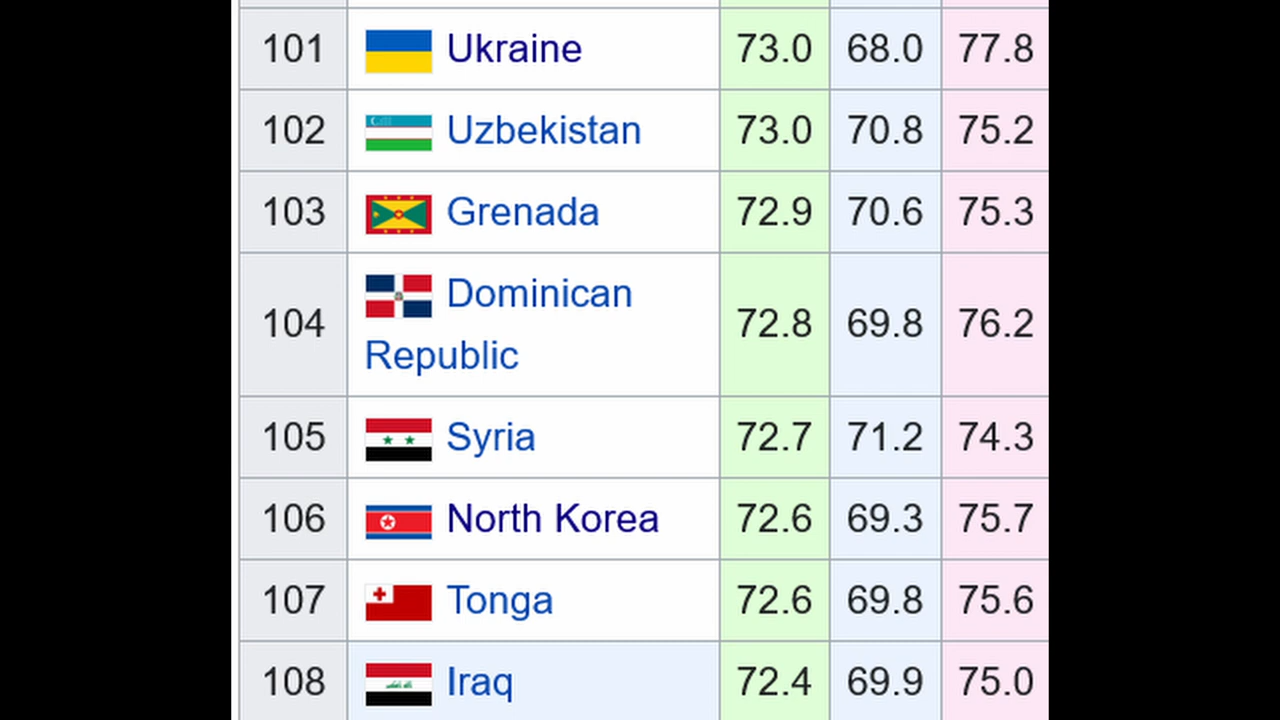 101 Ukraine 73.0 68.0 77.8
102 Uzbekistan 73.0 70.8 75.2
103 Grenada 72.9 70.6 75.3
104 Dominican Republic 72.8 69.8 76.2
105 Syria 72.7 71.2 74.3
106 North Korea 72.6 69.3 75.7
107 Tonga 72.6 69.8 75.6
108 Iraq 72.4 69.9 75.0